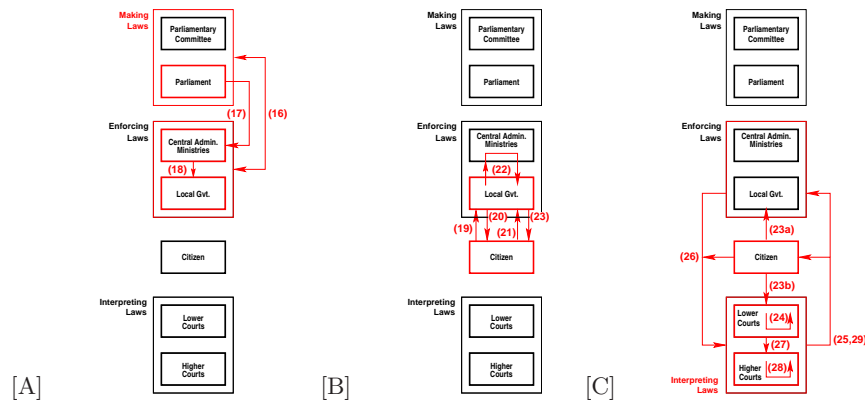 Making
Laws
Parliamentary
Committee
Parliament
(17)
(16)
Enforcing
Laws
Central Admin.
Ministries
(18)
Local Gvt.
Citizen
Interpreting
Laws
Lower
Courts
Higher
Courts
[A]
Making
Laws
Parliamentary
Committee
Parliament
Enforcing
Laws
Central Admin.
Ministries
(22)
Local Gvt.
(19)
(20)
(21)
(23)
Citizen
Interpreting
Laws
Lower
Courts
Higher
Courts
[B]
Making
Laws
Parliamentary
Committee
Parliament
Enforcing
Laws
Central Admin.
Ministries
Local Gvt.
(23a)
(26)
Citizen
(23b)
Lower
Courts
(24)
(27)
(25,29)
Higher
Courts
(28)
Interpreting
Laws
[C]